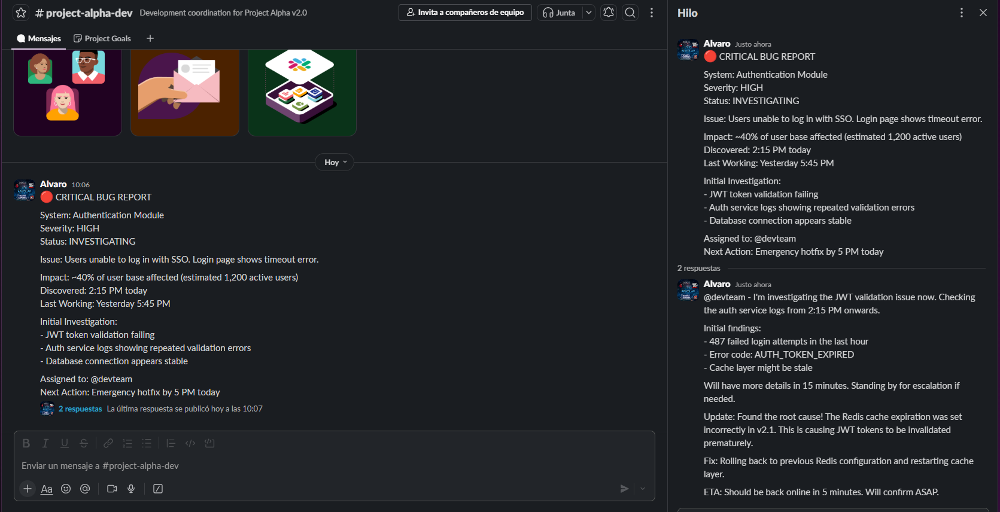 # project-alpha-dev
Development coordination for Project Alpha v2.0
Invita a compañeros de equipo
Junta
Mensajes
Project Goals
Hoy
Alvaro 10:06
🔴 CRITICAL BUG REPORT
System: Authentication Module
Severity: HIGH
Status: INVESTIGATING
Issue: Users unable to log in with SSO. Login page shows timeout error.
Impact: ~40% of user base affected (estimated 1,200 active users)
Discovered: 2:15 PM today
Last Working: Yesterday 5:45 PM
Initial Investigation:
- JWT token validation failing
- Auth service logs showing repeated validation errors
- Database connection appears stable
Assigned to: @devteam
Next Action: Emergency hotfix by 5 PM today
2 respuestas La última respuesta se publicó hoy a las 10:07
B I U S
Enviar un mensaje a #project-alpha-dev
Aa
Hilo
Alvaro Justo ahora
🔴 CRITICAL BUG REPORT
System: Authentication Module
Severity: HIGH
Status: INVESTIGATING
Issue: Users unable to log in with SSO. Login page shows timeout error.
Impact: ~40% of user base affected (estimated 1,200 active users)
Discovered: 2:15 PM today
Last Working: Yesterday 5:45 PM
Initial Investigation:
- JWT token validation failing
- Auth service logs showing repeated validation errors
- Database connection appears stable
Assigned to: @devteam
Next Action: Emergency hotfix by 5 PM today
2 respuestas
Alvaro Justo ahora
@devteam - I'm investigating the JWT validation issue now. Checking
the auth service logs from 2:15 PM onwards.
Initial findings:
- 487 failed login attempts in the last hour
- Error code: AUTH_TOKEN_EXPIRED
- Cache layer might be stale
Will have more details in 15 minutes. Standing by for escalation if
needed.
Update: Found the root cause! The Redis cache expiration was set
incorrectly in v2.1. This is causing JWT tokens to be invalidated
prematurely.
Fix: Rolling back to previous Redis configuration and restarting cache
layer.
ETA: Should be back online in 5 minutes. Will confirm ASAP.